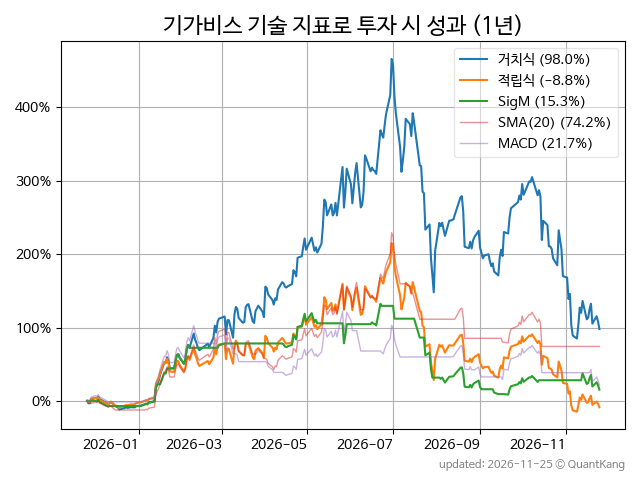 기가비스 기술 지표로 투자 시 성과 (1년)
거치식 (98.0%)
적립식 (-8.8%)
SigM (15.3%)
SMA(20) (74.2%)
MACD (21.7%)
400%
300%
200%
100%
0%
2026-01 2026-03 2026-05 2026-07 2026-09 2026-11
updated: 2026-11-25 © QuantKang